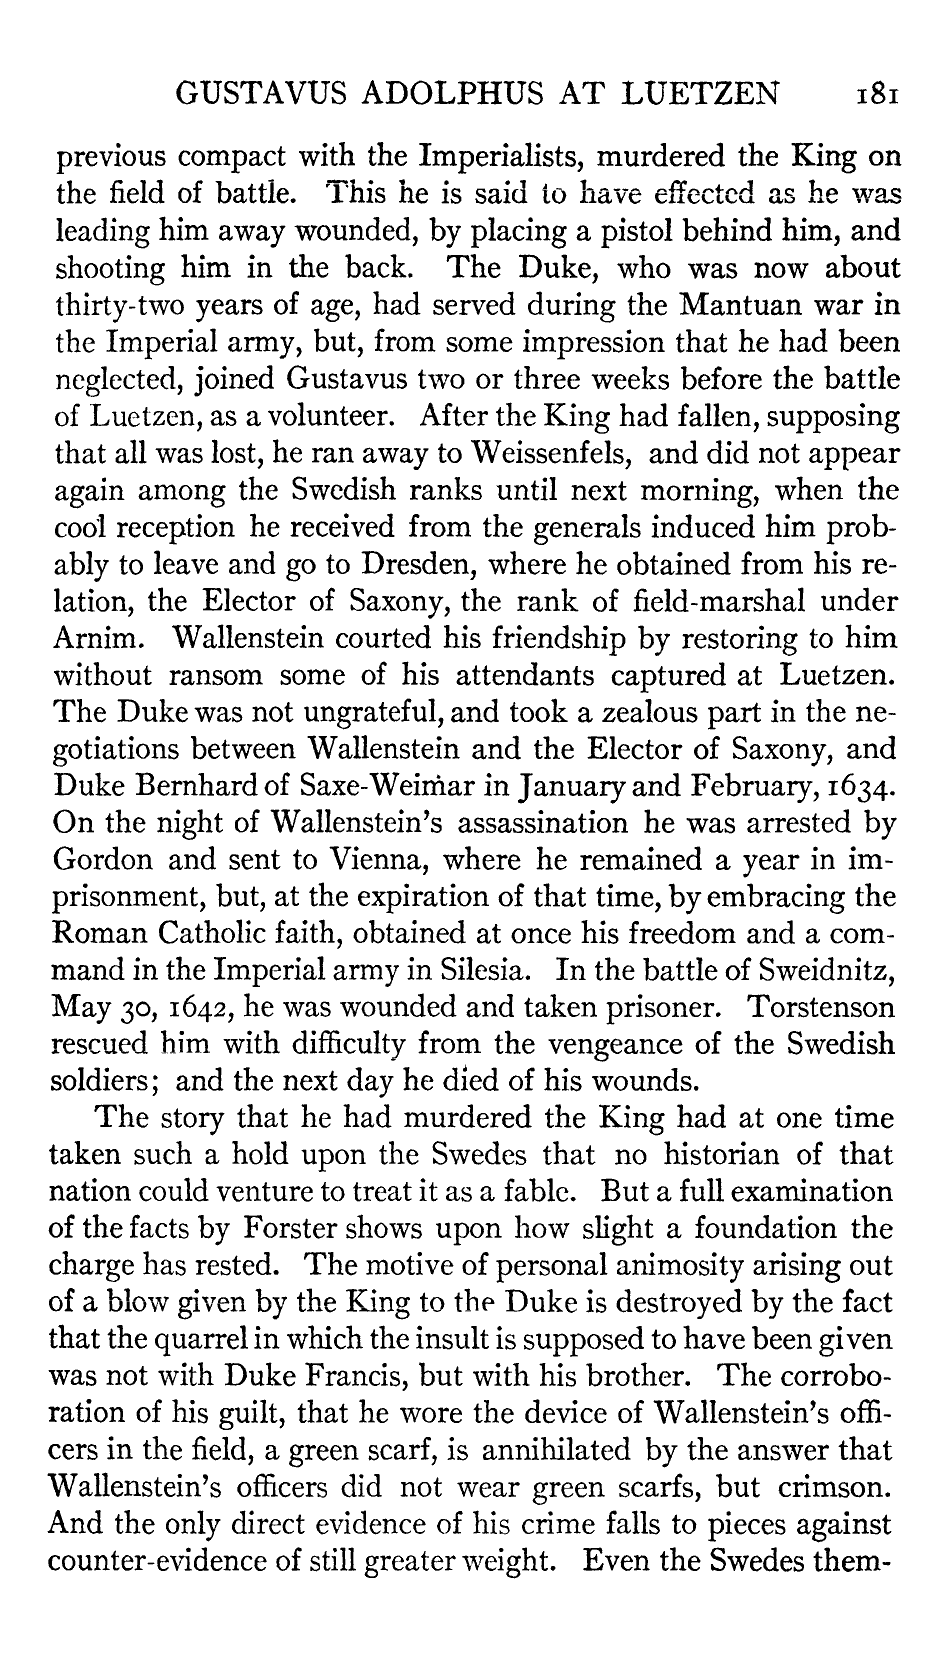 GUSTAVUS ADOLPHUS AT LUETZEN 181
previous compact with the Imperialists, murdered the King on
the field of battle. This he is said to have effected as he was
leading him away wounded, by placing a pistol behind him, and
shooting him in the back. The Duke, who was now about
thirty-two years of age, had served during the Mantuan war in
the Imperial army, but, from some impression that he had been
neglected, joined Gustavus two or three weeks before the battle
of Luetzen, as a volunteer. After the King had fallen, supposing
that all was lost, he ran away to Weissenfels, and did not appear
again among the Swedish ranks until next morning, when the
cool reception he received from the generals induced him prob-
ably to leave and go to Dresden, where he obtained from his re-
lation, the Elector of Saxony, the rank of field-marshal under
Arnim. Wallenstein courted his friendship by restoring to him
without ransom some of his attendants captured at Luetzen.
The Duke was not ungrateful, and took a zealous part in the ne-
gotiations between Wallenstein and the Elector of Saxony, and
Duke Bernhard of Saxe-Weimar in January and February, 1634.
On the night of Wallenstein's assassination he was arrested by
Gordon and sent to Vienna, where he remained a year in im-
prisonment, but, at the expiration of that time, by embracing the
Roman Catholic faith, obtained at once his freedom and a com-
mand in the Imperial army in Silesia. In the battle of Sweidnitz,
May 30, 1642, he was wounded and taken prisoner. Torstenson
rescued him with difficulty from the vengeance of the Swedish
soldiers; and the next day he died of his wounds.
The story that he had murdered the King had at one time
taken such a hold upon the Swedes that no historian of that
nation could venture to treat it as a fable. But a full examination
of the facts by Forster shows upon how slight a foundation the
charge has rested. The motive of personal animosity arising out
of a blow given by the King to the Duke is destroyed by the fact
that the quarrel in which the insult is supposed to have been given
was not with Duke Francis, but with his brother. The corrobo-
ration of his guilt, that he wore the device of Wallenstein's offi-
cers in the field, a green scarf, is annihilated by the answer that
Wallenstein's officers did not wear green scarfs, but crimson.
And the only direct evidence of his crime falls to pieces against
counter-evidence of still greater weight. Even the Swedes them-